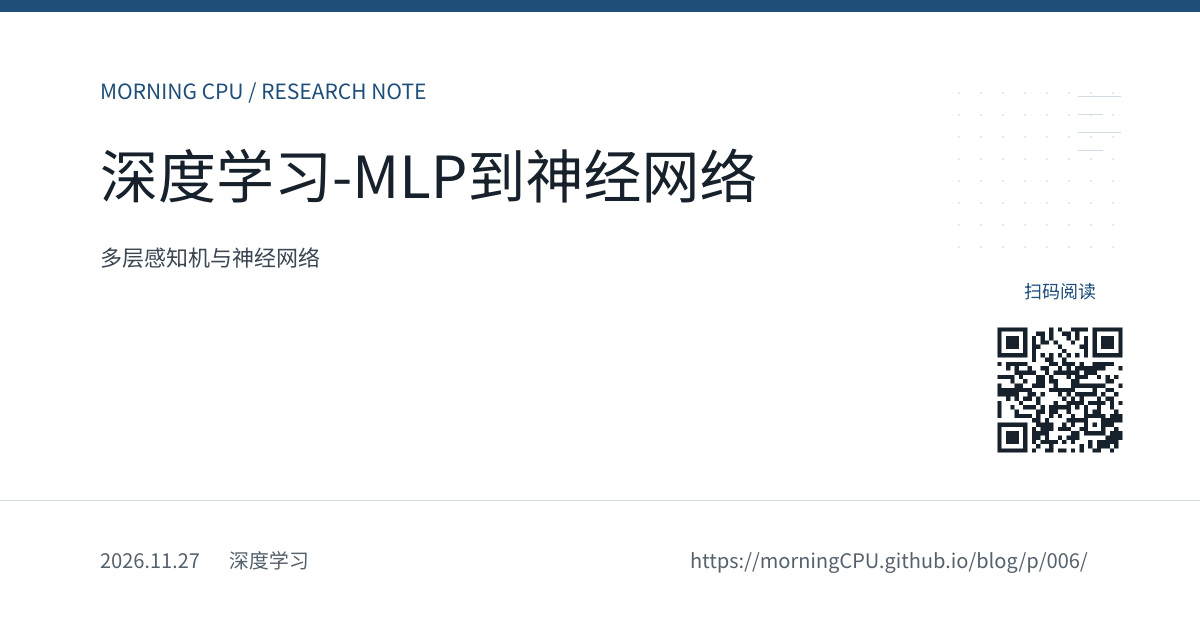 MORNING CPU / RESEARCH NOTE
深度学习-MLP到神经网络
多层感知机与神经网络
扫码阅读
2026.11.27 深度学习
https://morningCPU.github.io/blog/p/006/